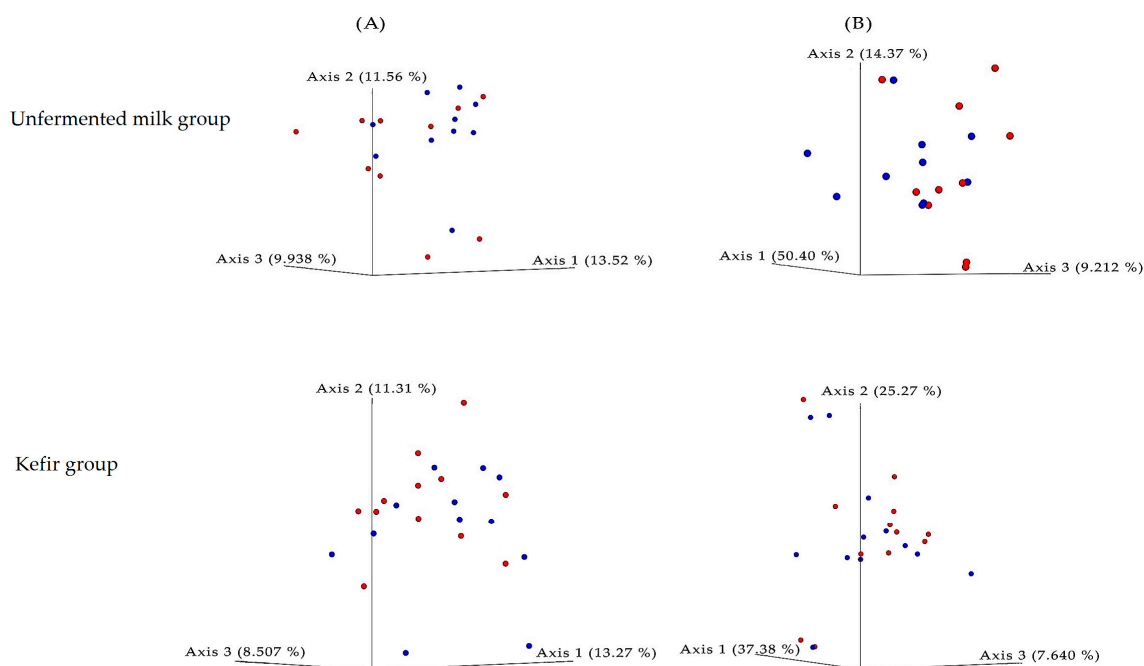 (A)
(B)
Axis 2 (14.37 %)
Axis 2 (11.56 %)
Unfermented milk group
Axis 3 (9.938 %)
Axis 1 (13.52 %)
Axis 1 (50.40 %)
Axis 3 (9.212 %)
Axis 2 (11.31 %)
Axis 2 (25.27 %)
Kefir group
Axis 3 (8.507 %)
Axis 1 (13.27 %)
Axis 1 (37.38 %)
Axis 3 (7.640 %)